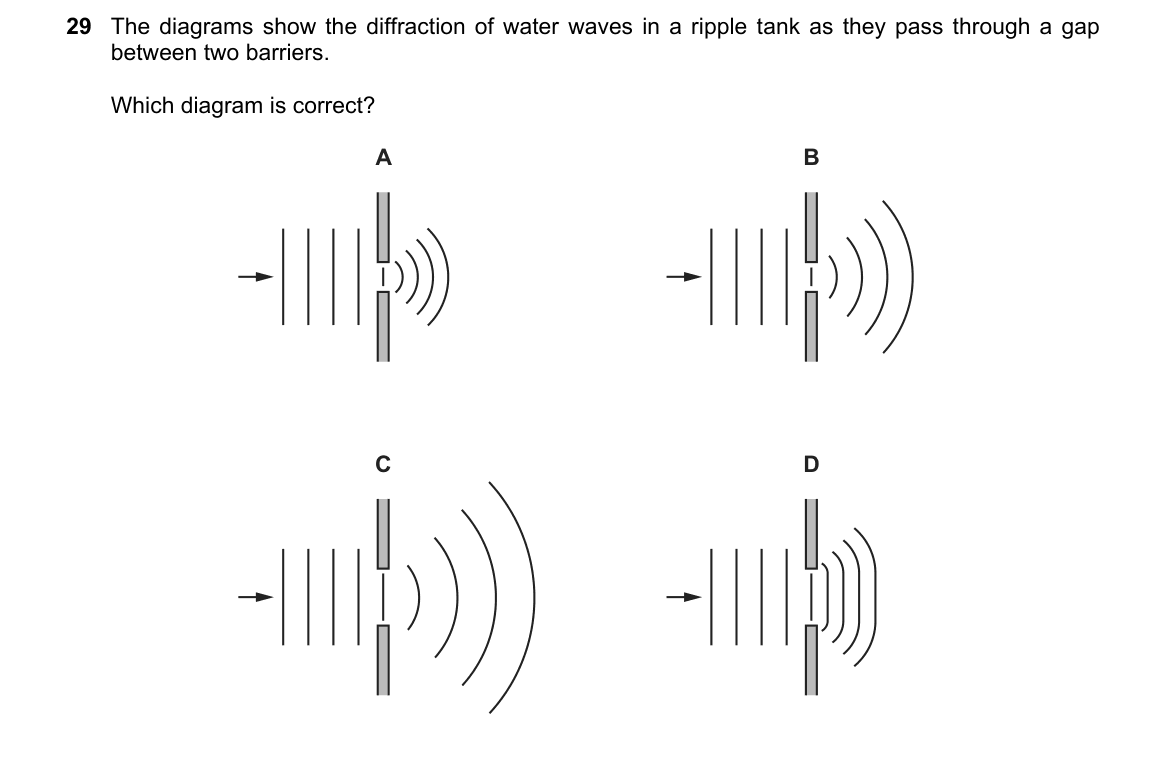 29 The diagrams show the diffraction of water waves in a ripple tank as they pass through a gap
between two barriers.
Which diagram is correct?
A
B
C
D